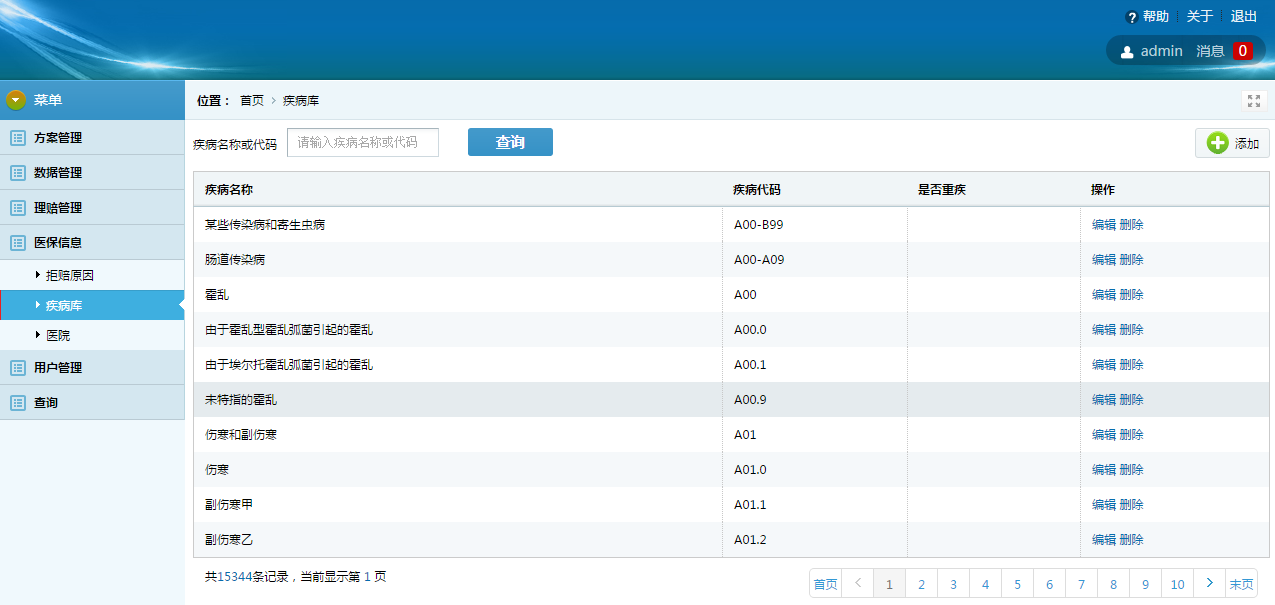 帮助 关于 退出
admin 消息 0
菜单
位置： 首页 > 疾病库
方案管理
数据管理
理赔管理
医保信息
拒赔原因
疾病库
医院
用户管理
查询
疾病名称或代码 请输入疾病名称或代码 查询 添加
疾病名称 疾病代码 是否重疾 操作
某些传染病和寄生虫病 A00-B99 编辑 删除
肠道传染病 A00-A09 编辑 删除
霍乱 A00 编辑 删除
由于霍乱型霍乱弧菌引起的霍乱 A00.0 编辑 删除
由于埃尔托霍乱弧菌引起的霍乱 A00.1 编辑 删除
未特指的霍乱 A00.9 编辑 删除
伤寒和副伤寒 A01 编辑 删除
伤寒 A01.0 编辑 删除
副伤寒甲 A01.1 编辑 删除
副伤寒乙 A01.2 编辑 删除
共15344条记录，当前显示第 1 页
首页 < 1 2 3 4 5 6 7 8 9 10 > 末页